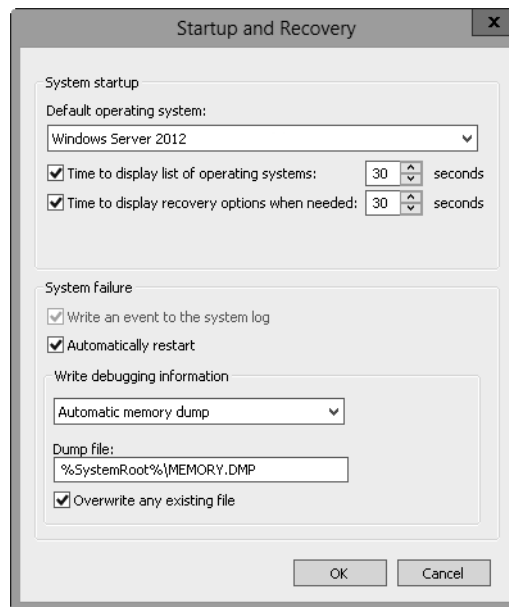 Startup and Recovery
x
System startup
Default operating system:
Windows Server 2012
Time to display list of operating systems: 30 seconds
Time to display recovery options when needed: 30 seconds
System failure
Write an event to the system log
Automatically restart
Write debugging information
Automatic memory dump
Dump file:
%SystemRoot%\MEMORY.DMP
Overwrite any existing file
OK Cancel